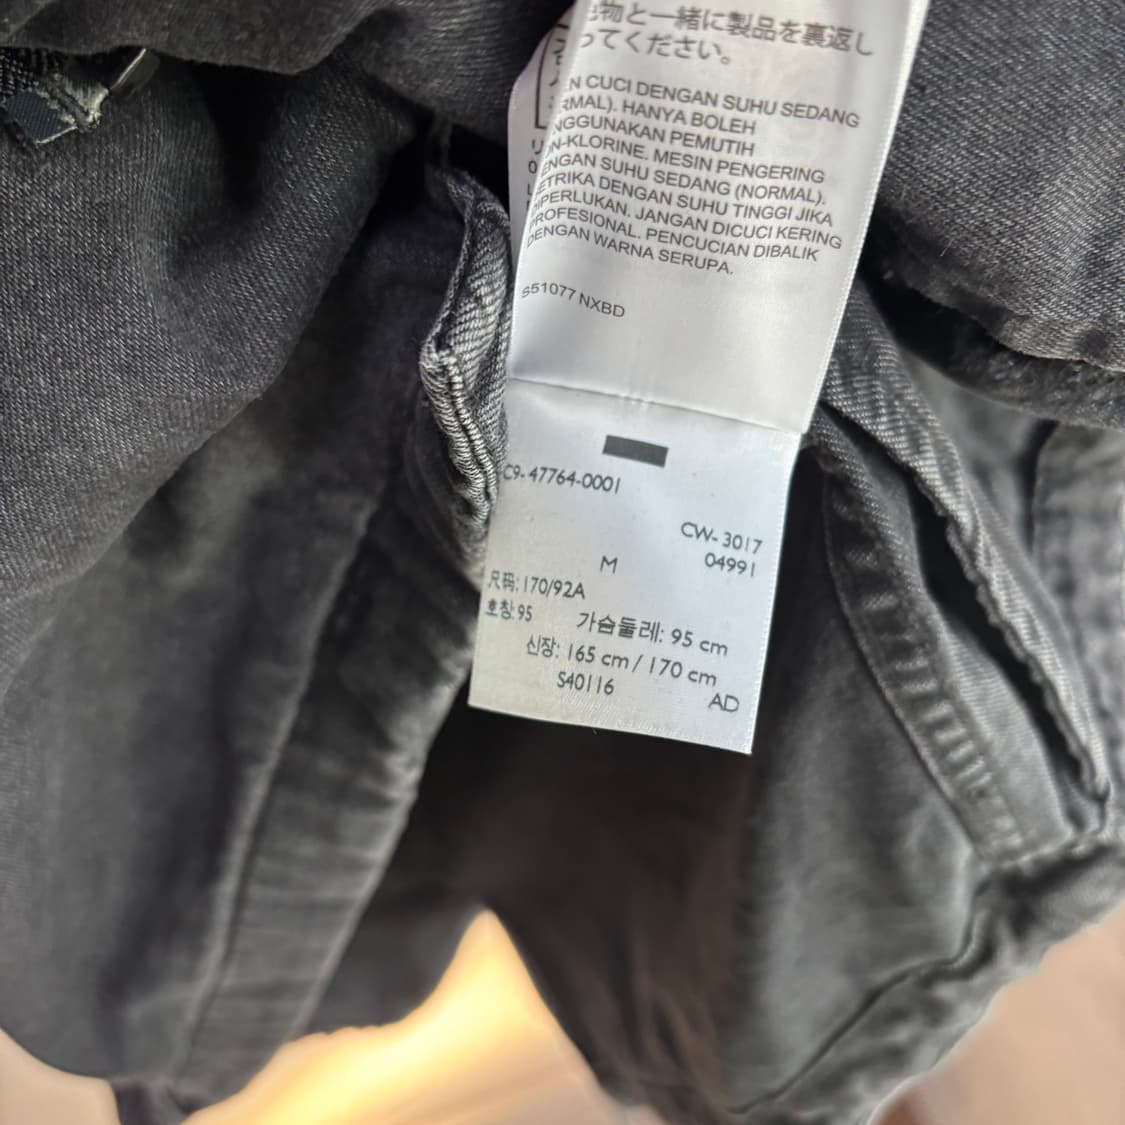 物と一緒に製品を裏返し
ってください。
N CUCI DENGAN SUHU SEDANG
RMAL). HANYA BOLEH
NGGUNAKAN PEMUTIH
N-KLORINE. MESIN PENGERING
ENGAN SUHU SEDANG (NORMAL).
ETRIKA DENGAN SUHU TINGGI JIKA
DIPERLUKAN. JANGAN DICUCI KERING
PROFESIONAL. PENCUCIAN DIBALIK
DENGAN WARNA SERUPA.
S51077 NXBD
C9-47764-0001
CW-3017
04991
M
尺码: 170/92A
호칭: 95
가슴둘레: 95 cm
신장: 165 cm / 170 cm
S40116
AD